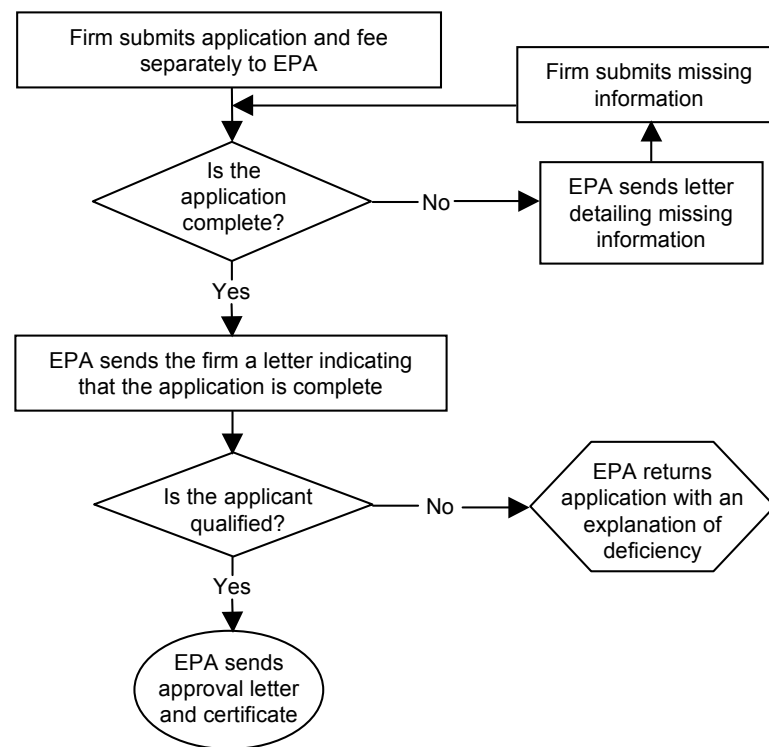 Firm submits application and fee
separately to EPA
Firm submits missing
information
Is the
application
complete?
No
EPA sends letter
detailing missing
information
Yes
EPA sends the firm a letter indicating
that the application is complete
Is the applicant
qualified?
No
EPA returns
application with an
explanation of
deficiency
Yes
EPA sends
approval letter
and certificate